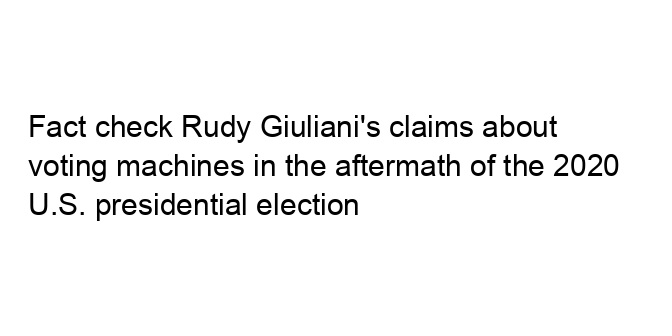 Fact check Rudy Giuliani's claims about
voting machines in the aftermath of the 2020
U.S. presidential election